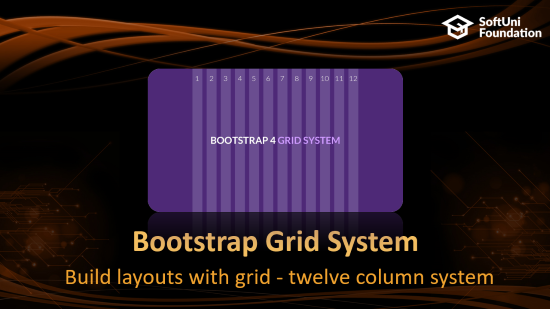 SoftUni
Foundation
1 2 3 4 5 6 7 8 9 10 11 12
BOOTSTRAP 4 GRID SYSTEM
Bootstrap Grid System
Build layouts with grid - twelve column system